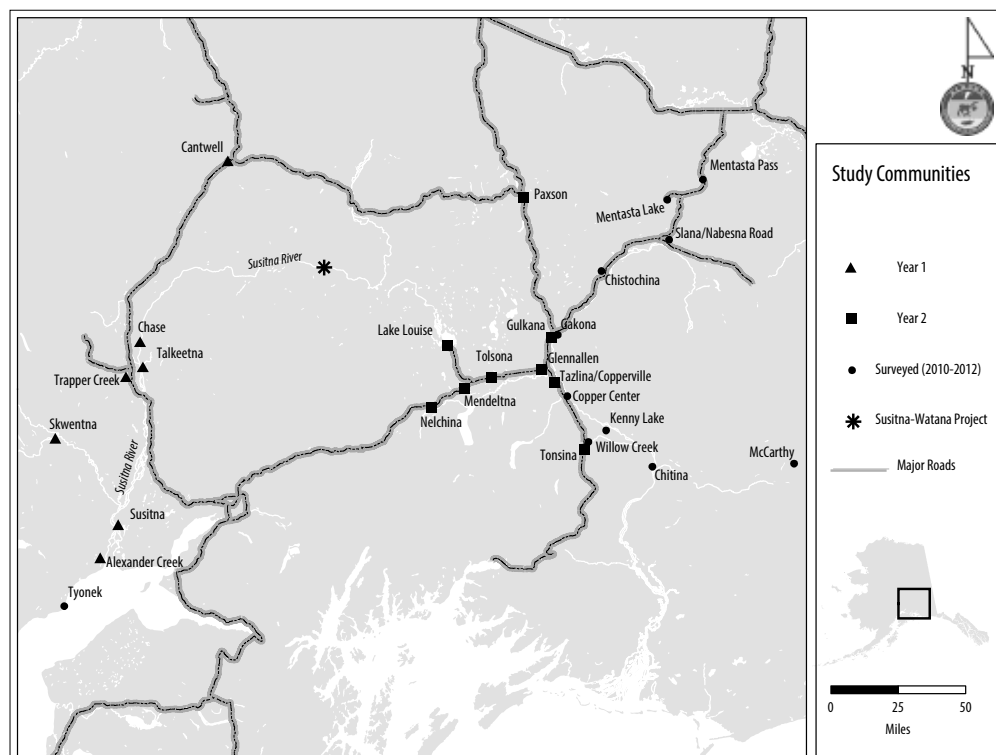 N
Cantwell
Mentasta Pass
Paxson
Mentasta Lake
Slana/Nabesna Road
Susitna River
Chistochina
Chase
Gulkana
Gakona
Lake Louise
Talkeetna
Tolsona
Glennallen
Trapper Creek
Tazlina/Copperville
Mendeltna
Copper Center
Nelchina
Skwentna
Kenny Lake
Willow Creek
Tonsina
McCarthy
Chitina
Susitna River
Susitna
Alexander Creek
Tyonek
Study Communities
Year 1
Year 2
Surveyed (2010-2012)
Susitna-Watana Project
Major Roads
0 25 50
Miles